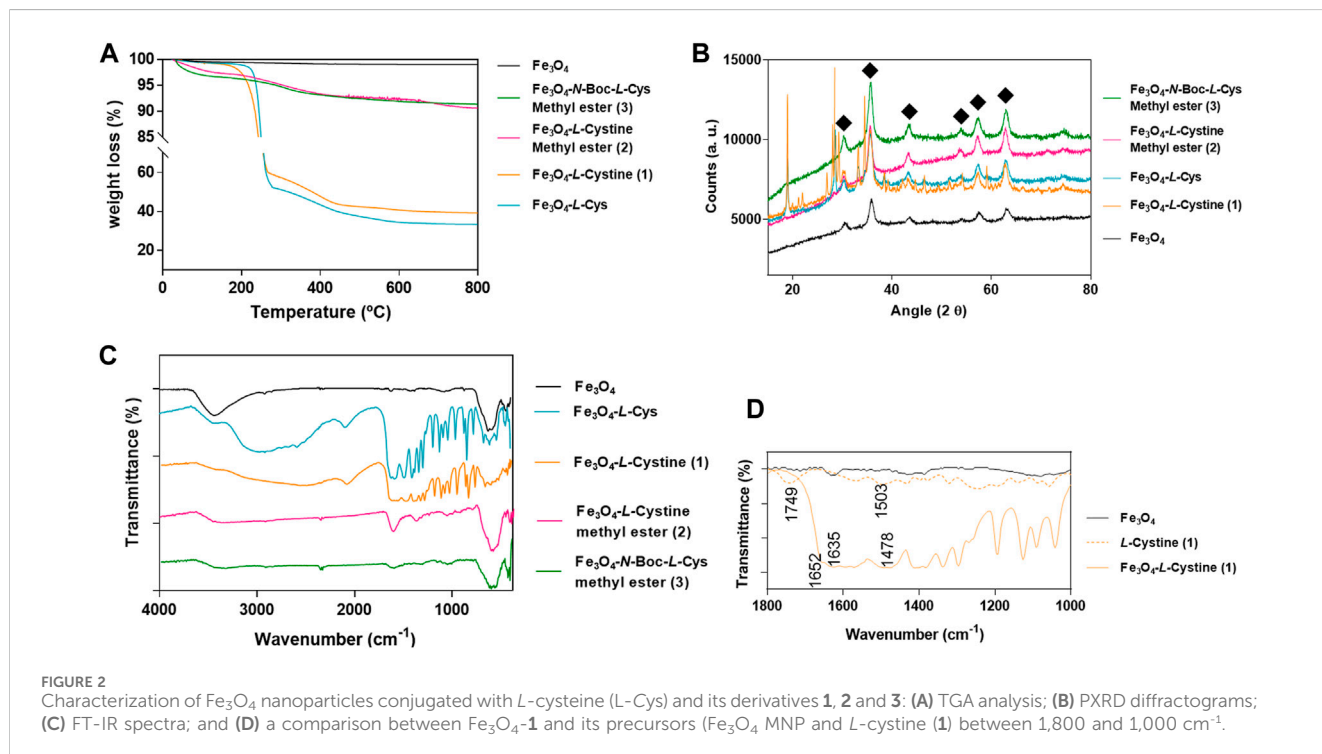 A
100
95
90
85
60
40
20
weight loss (%)
0
200
400
600
800
Temperature (ºC)
Fe₃O₄
Fe₃O₄-N-Boc-L-Cys
Methyl ester (3)
Fe₃O₄-L-Cystine
Methyl ester (2)
Fe₃O₄-L-Cystine (1)
Fe₃O₄-L-Cys
B
15000
10000
5000
Counts (a. u.)
20
40
60
80
Angle (2 θ)
Fe₃O₄-N-Boc-L-Cys
Methyl ester (3)
Fe₃O₄-L-Cystine
Methyl ester (2)
Fe₃O₄-L-Cys
Fe₃O₄-L-Cystine (1)
Fe₃O₄
C
Transmittance (%)
4000
3000
2000
1000
Wavenumber (cm⁻¹)
Fe₃O₄
Fe₃O₄-L-Cys
Fe₃O₄-L-Cystine (1)
Fe₃O₄-L-Cystine
methyl ester (2)
Fe₃O₄-N-Boc-L-Cys
methyl ester (3)
D
Transmittance (%)
1749
1652
1635
1503
1478
1800
1600
1400
1200
1000
Wavenumber (cm⁻¹)
Fe₃O₄
L-Cystine (1)
Fe₃O₄-L-Cystine (1)
FIGURE 2
Characterization of Fe₃O₄ nanoparticles conjugated with L-cysteine (L-Cys) and its derivatives 1, 2 and 3: (A) TGA analysis; (B) PXRD diffractograms;
(C) FT-IR spectra; and (D) a comparison between Fe₃O₄-1 and its precursors (Fe₃O₄ MNP and L-cystine (1) between 1,800 and 1,000 cm⁻¹.